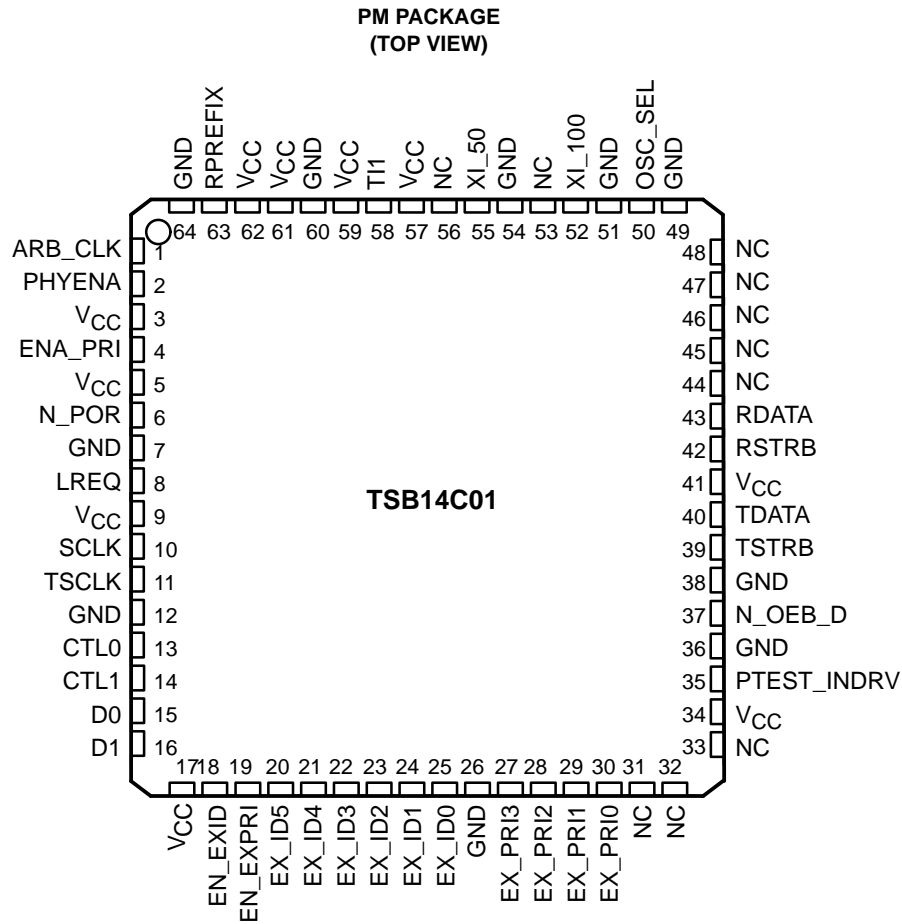 PM PACKAGE
(TOP VIEW)
GND
RPREFIX
VCC
VCC
GND
VCC
TI1
VCC
NC
XI_50
GND
NC
XI_100
GND
OSC_SEL
GND
64 63 62 61 60 59 58 57 56 55 54 53 52 51 50 49
ARB_CLK 1
PHYENA 2
VCC 3
ENA_PRI 4
VCC 5
N_POR 6
GND 7
LREQ 8
VCC 9
SCLK 10
TSCLK 11
GND 12
CTL0 13
CTL1 14
D0 15
D1 16
TSB14C01
48 NC
47 NC
46 NC
45 NC
44 NC
43 RDATA
42 RSTRB
41 VCC
40 TDATA
39 TSTRB
38 GND
37 N_OEB_D
36 GND
35 PTEST_INDRV
34 VCC
33 NC
17 18 19 20 21 22 23 24 25 26 27 28 29 30 31 32
VCC
EN_EXID
EN_EXPRI
EX_ID5
EX_ID4
EX_ID3
EX_ID2
EX_ID1
EX_ID0
GND
EX_PRI3
EX_PRI2
EX_PRI1
EX_PRI0
NC
NC